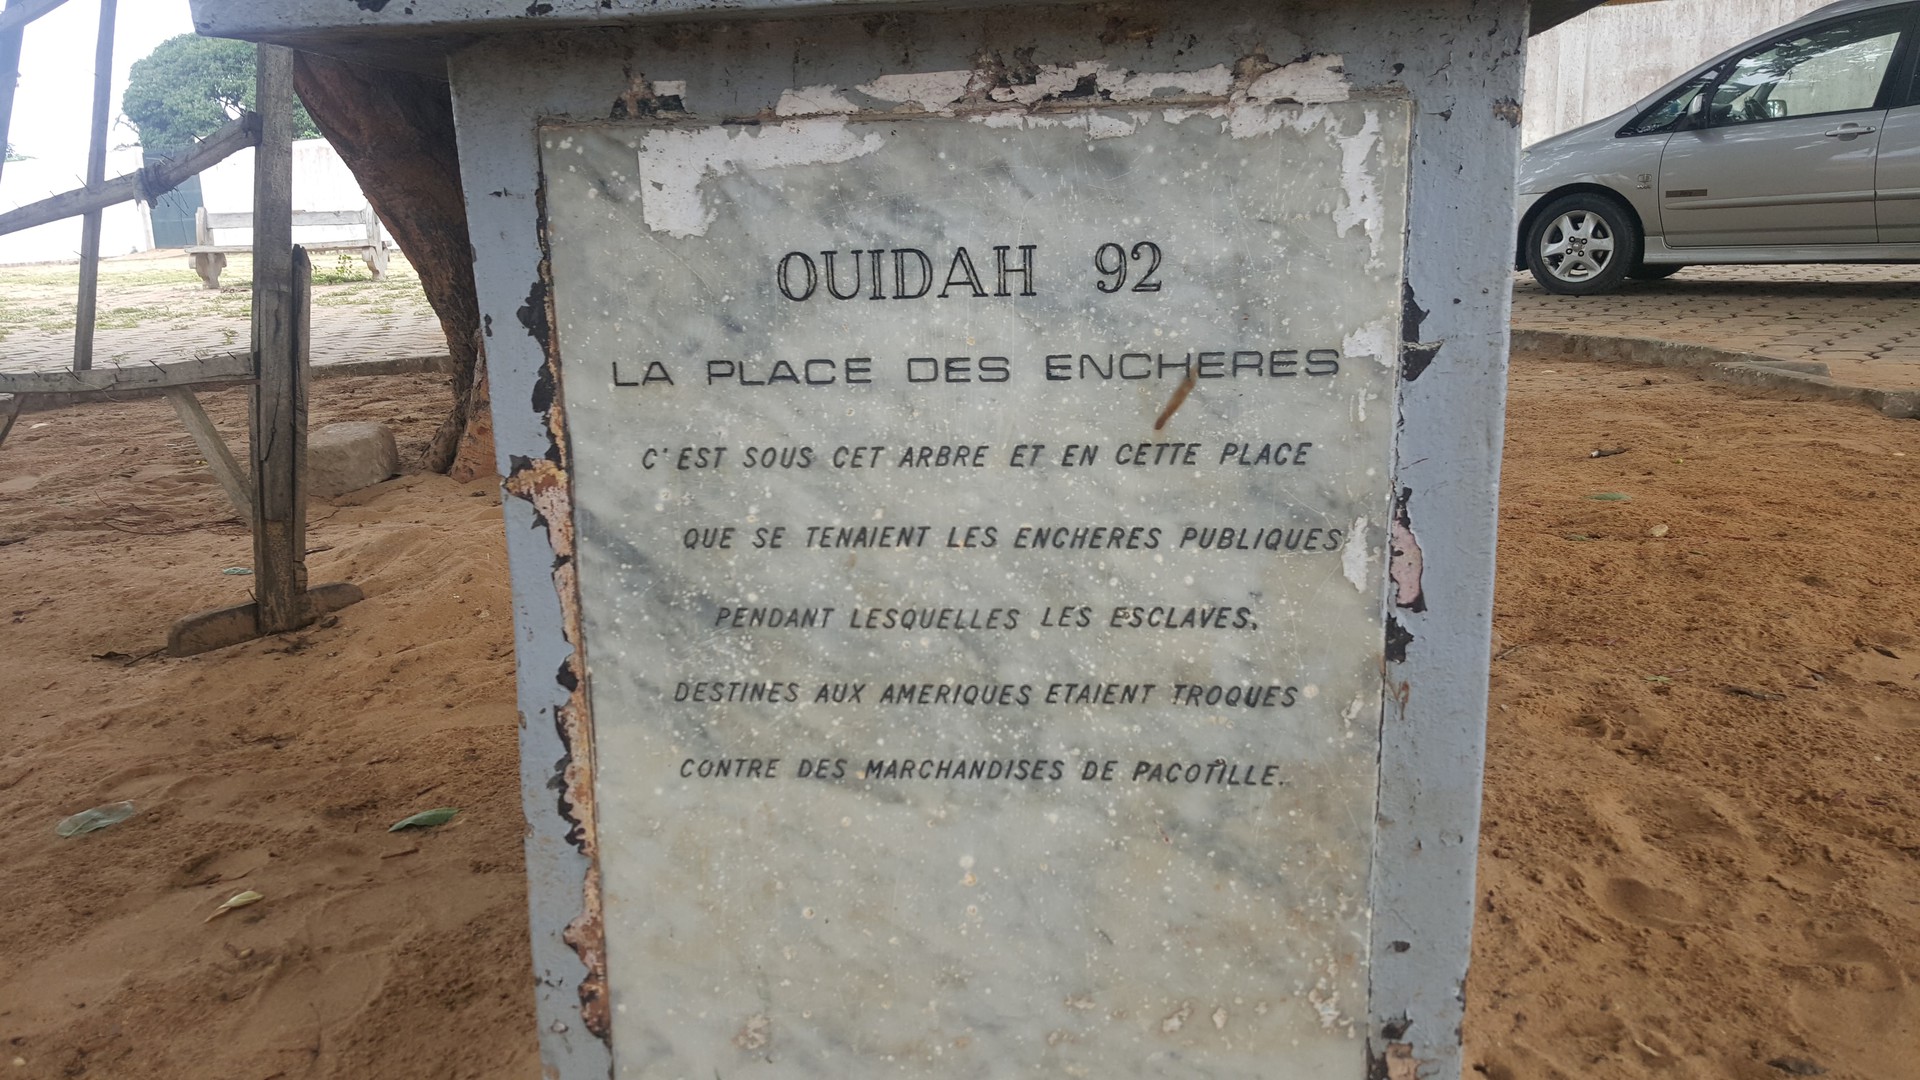 OUIDAH 92
LA PLACE DES ENCHERES
C'EST SOUS CET ARBRE ET EN CETTE PLACE
QUE SE TENAIENT LES ENCHERES PUBLIQUES
PENDANT LESQUELLES LES ESCLAVES,
DESTINES AUX AMERIQUES ETAIENT TROQUES
CONTRE DES MARCHANDISES DE PACOTILLE.